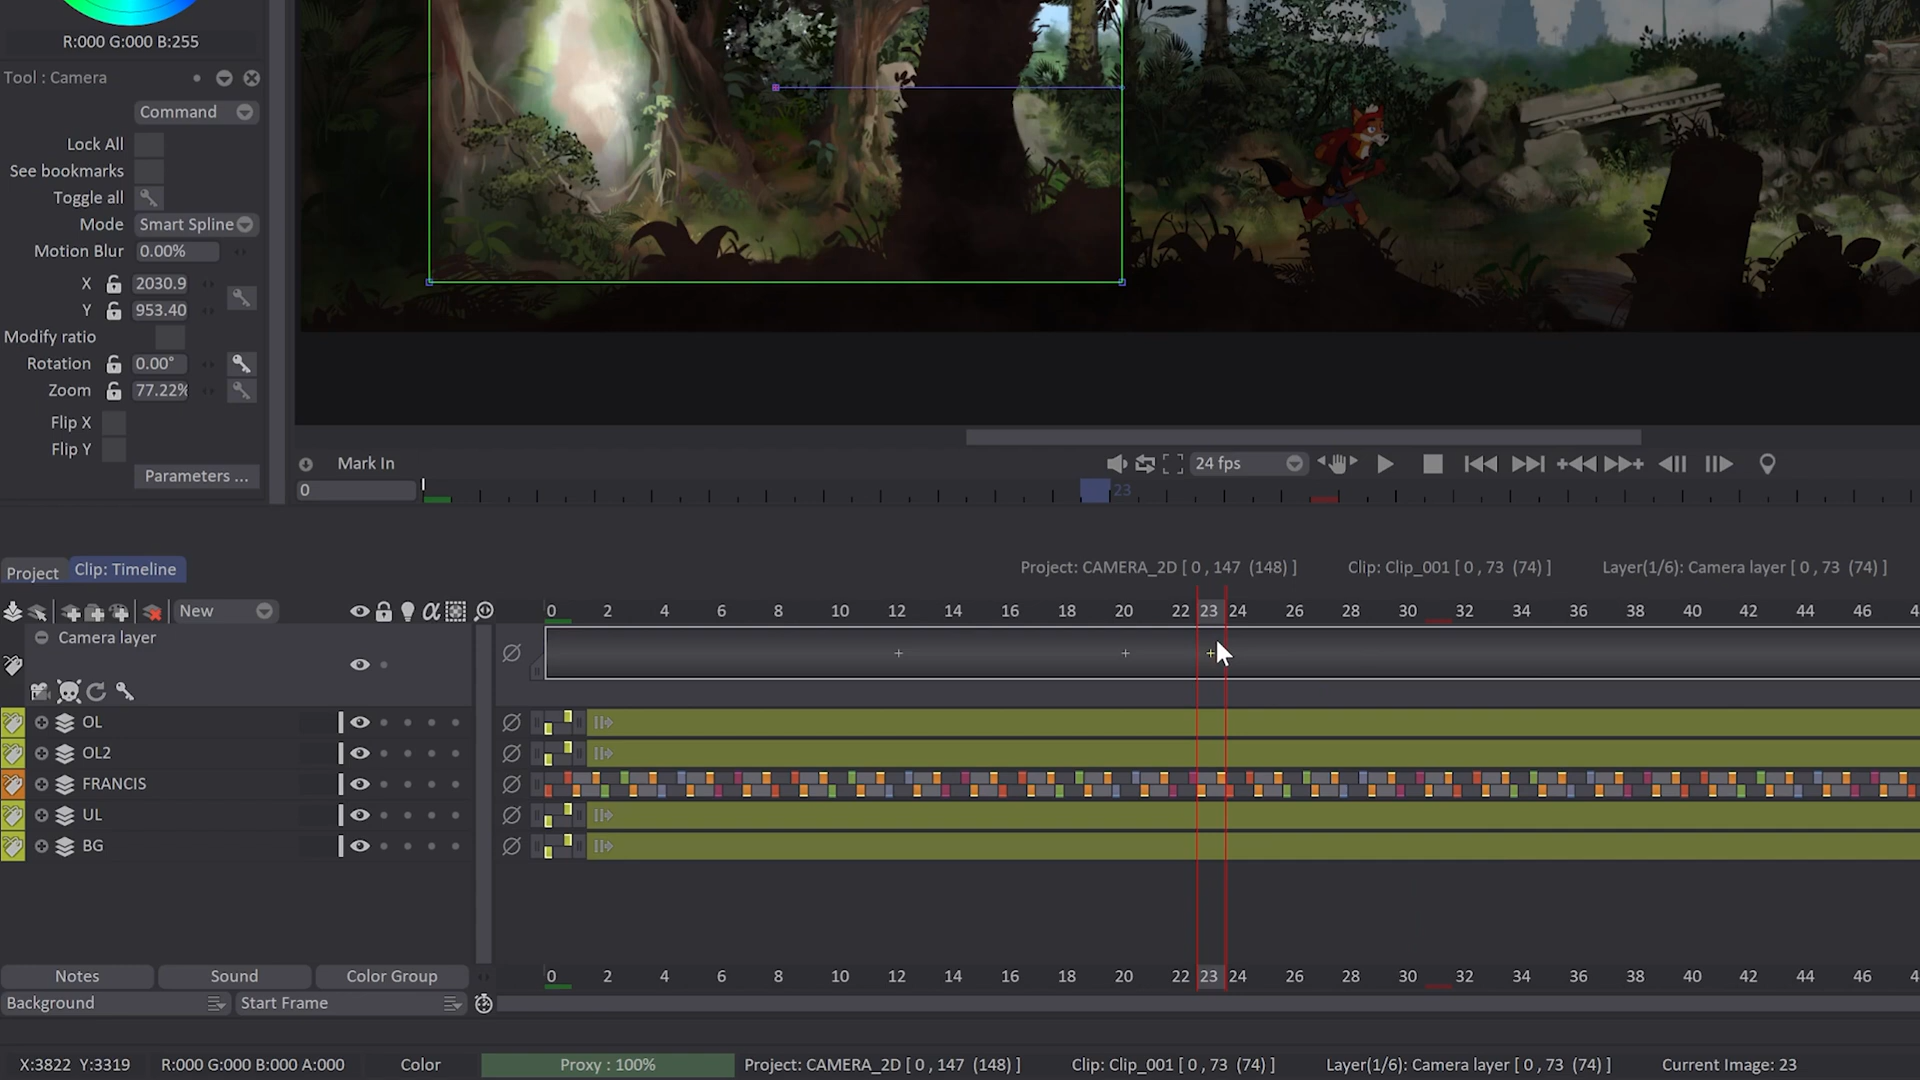 R:000 G:000 B:255
Tool : Camera
Command
Lock All
See bookmarks
Toggle all
Mode Smart Spline
Motion Blur 0.00%
X 2030.9
Y 953.40
Modify ratio
Rotation 0.00°
Zoom 77.22%
Flip X
Flip Y
Parameters ...
Mark In
24 fps
0
23
Project Clip: Timeline
Project: CAMERA_2D [ 0 , 147 (148) ] Clip: Clip_001 [ 0 , 73 (74) ] Layer(1/6): Camera layer [ 0 , 73 (74) ]
New
0 2 4 6 8 10 12 14 16 18 20 22 23 24 26 28 30 32 34 36 38 40 42 44 46
Camera layer
OL
OL2
FRANCIS
UL
BG
Notes Sound Color Group
0 2 4 6 8 10 12 14 16 18 20 22 23 24 26 28 30 32 34 36 38 40 42 44 46
Background Start Frame
X:3822 Y:3319 R:000 G:000 B:000 A:000 Color Proxy : 100% Project: CAMERA_2D [ 0 , 147 (148) ] Clip: Clip_001 [ 0 , 73 (74) ] Layer(1/6): Camera layer [ 0 , 73 (74) ] Current Image: 23